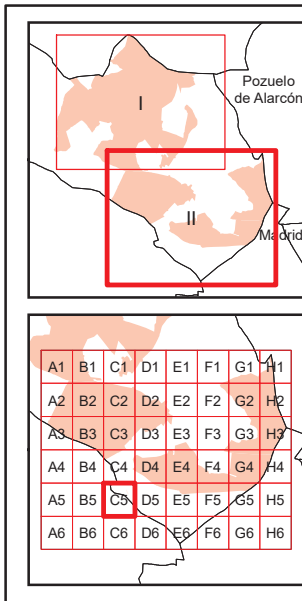 I
Pozuelo
de Alarcón
II
Madrid
A1 B1 C1 D1 E1 F1 G1 H1
A2 B2 C2 D2 E2 F2 G2 H2
A3 B3 C3 D3 E3 F3 G3 H3
A4 B4 C4 D4 E4 F4 G4 H4
A5 B5 C5 D5 E5 F5 G5 H5
A6 B6 C6 D6 E6 F6 G6 H6